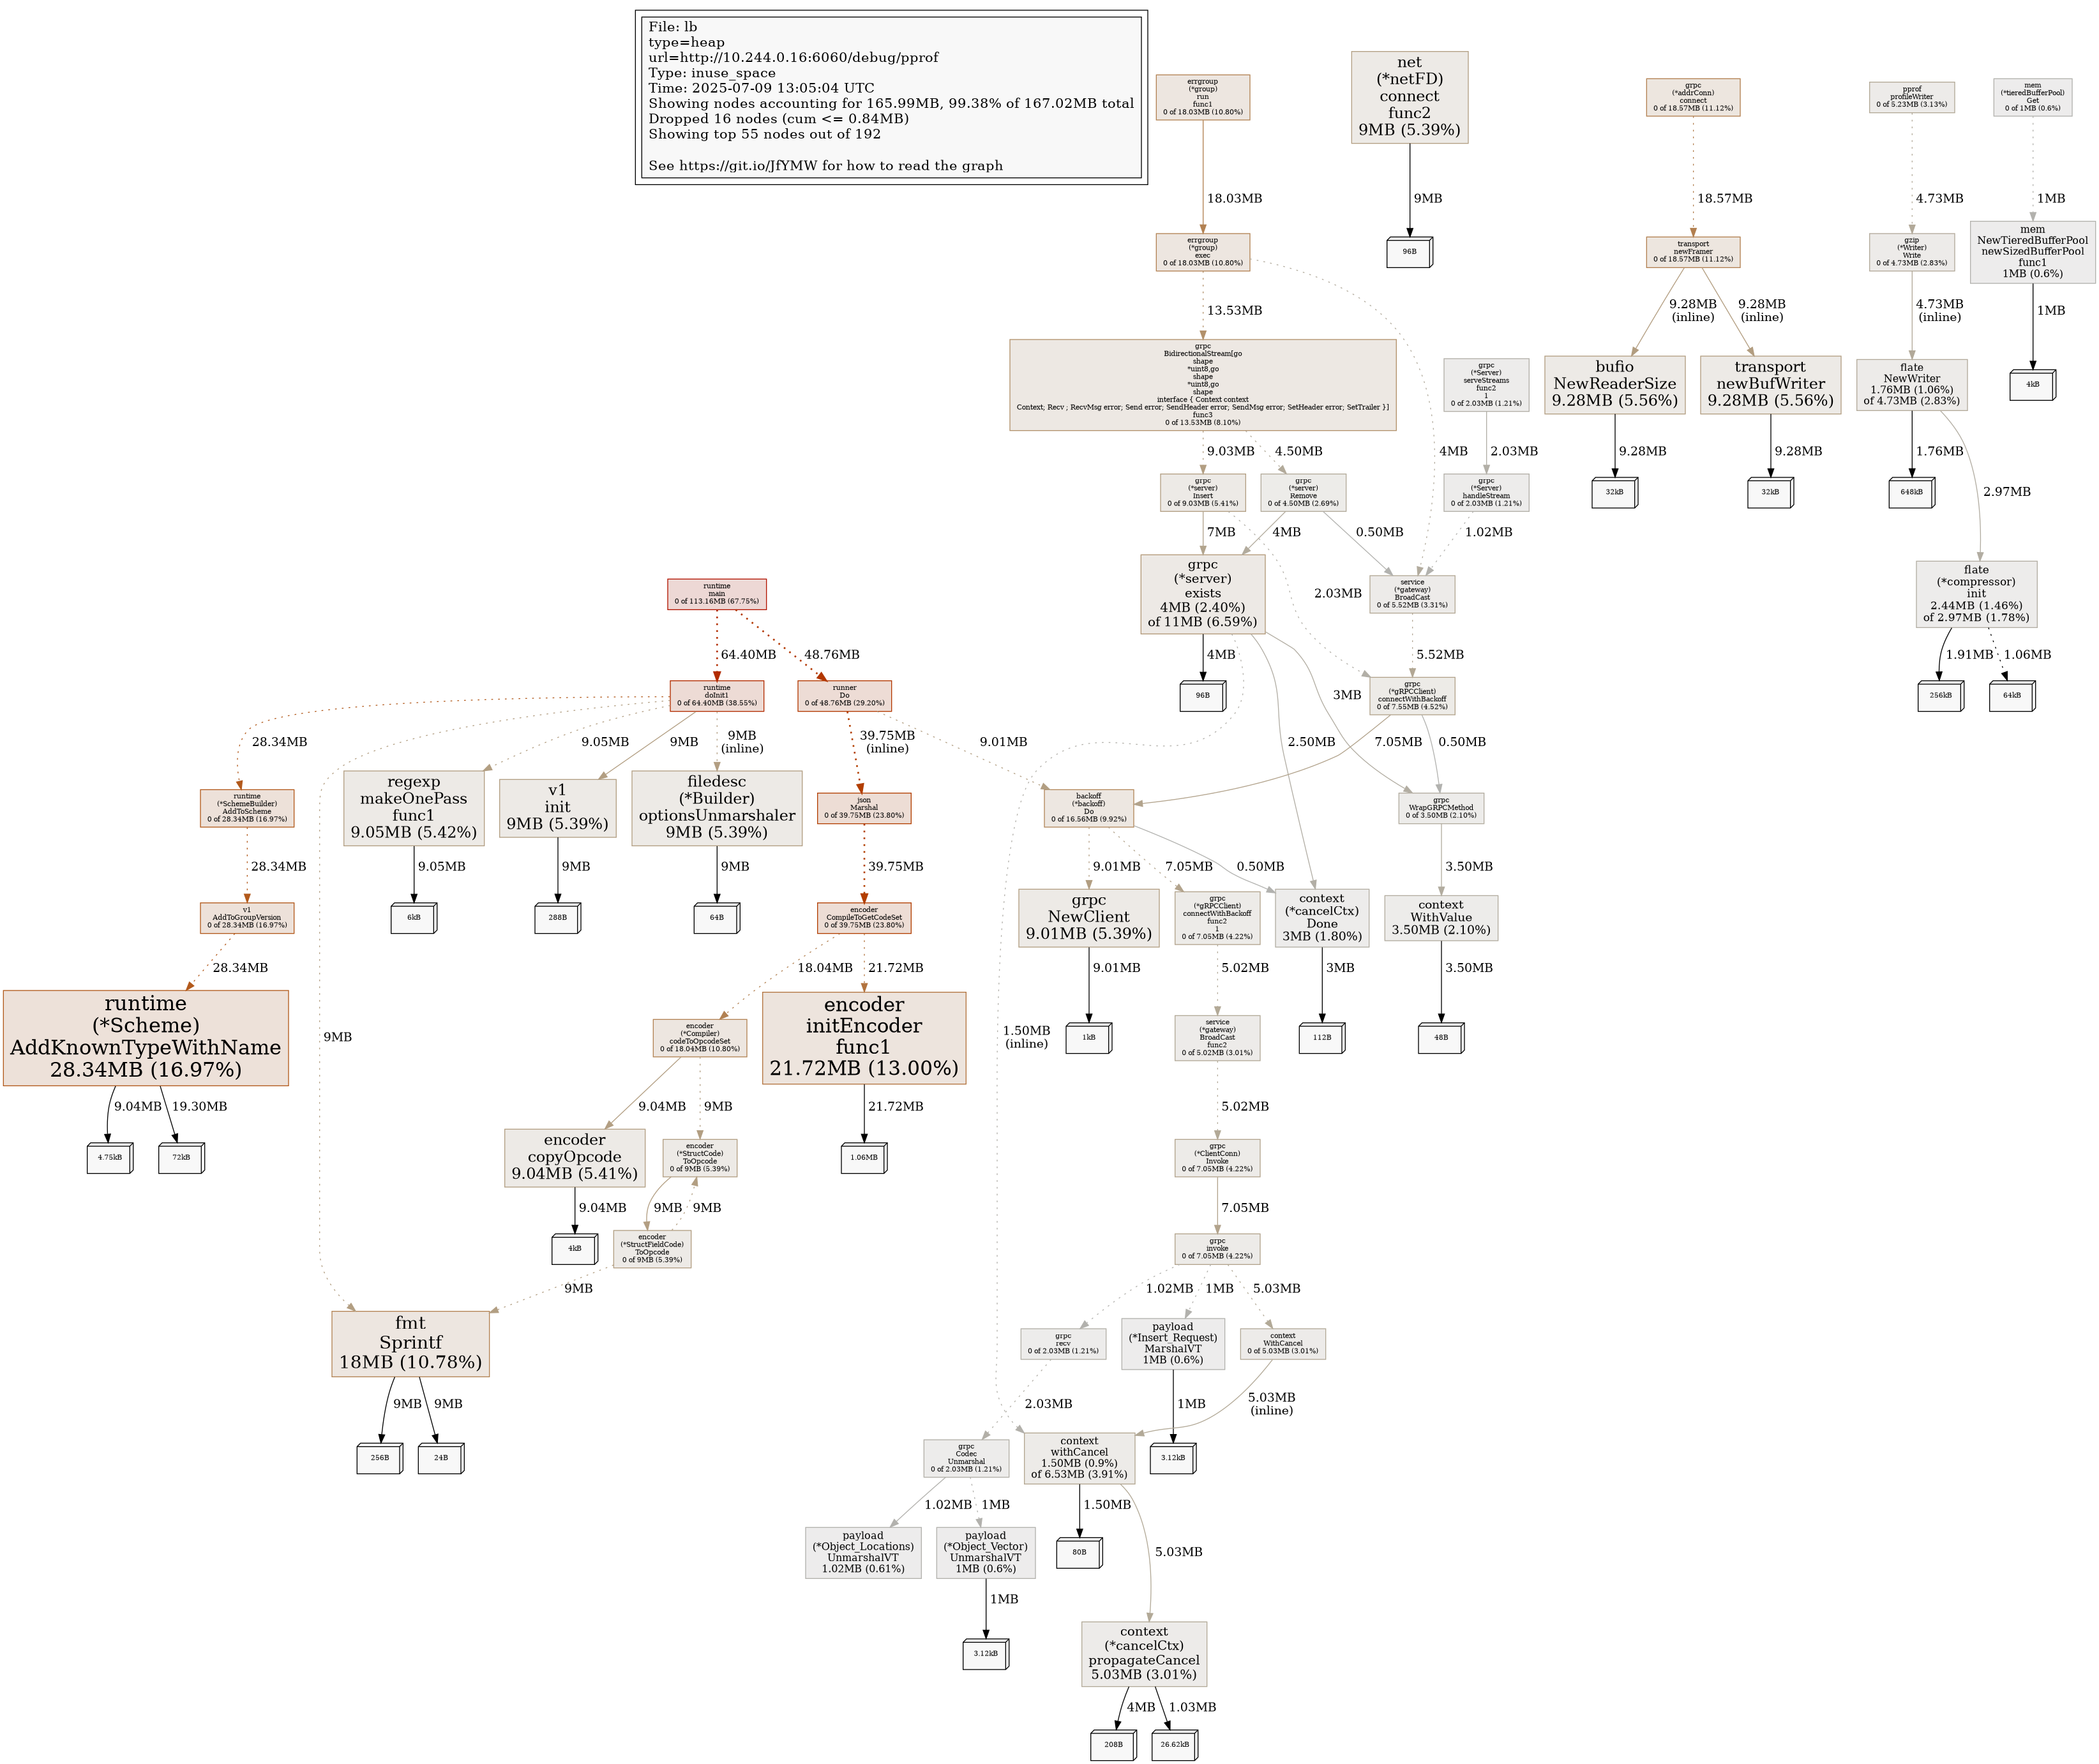 File: lb
type=heap
url=http://10.244.0.16:6060/debug/pprof
Type: inuse_space
Time: 2025-07-09 13:05:04 UTC
Showing nodes accounting for 165.99MB, 99.38% of 167.02MB total
Dropped 16 nodes (cum <= 0.84MB)
Showing top 55 nodes out of 192
See https://git.io/JfYMW for how to read the graph
errgroup
(*group)
run
func1
0 of 18.03MB (10.80%)
net
(*netFD)
connect
func2
9MB (5.39%)
grpc
(*addrConn)
connect
0 of 18.57MB (11.12%)
pprof
profileWriter
0 of 5.23MB (3.13%)
mem
(*tieredBufferPool)
Get
0 of 1MB (0.6%)
18.03MB
9MB
18.57MB
4.73MB
1MB
errgroup
(*group)
exec
0 of 18.03MB (10.80%)
96B
transport
newFramer
0 of 18.57MB (11.12%)
gzip
(*Writer)
Write
0 of 4.73MB (2.83%)
mem
NewTieredBufferPool
newSizedBufferPool
func1
1MB (0.6%)
13.53MB
9.28MB
(inline)
9.28MB
(inline)
4.73MB
(inline)
1MB
grpc
BidirectionalStream[go
shape
*uint8,go
shape
*uint8,go
shape
interface { Context context
Context; Recv ; RecvMsg error; Send error; SendHeader error; SendMsg error; SetHeader error; SetTrailer }]
func3
0 of 13.53MB (8.10%)
grpc
(*Server)
serveStreams
func2
1
0 of 2.03MB (1.21%)
bufio
NewReaderSize
9.28MB (5.56%)
transport
newBufWriter
9.28MB (5.56%)
flate
NewWriter
1.76MB (1.06%)
of 4.73MB (2.83%)
4kB
9.03MB
4.50MB
4MB
2.03MB
9.28MB
9.28MB
1.76MB
2.97MB
grpc
(*server)
Insert
0 of 9.03MB (5.41%)
grpc
(*server)
Remove
0 of 4.50MB (2.69%)
grpc
(*Server)
handleStream
0 of 2.03MB (1.21%)
32kB
32kB
648kB
7MB
4MB
0.50MB
1.02MB
2.03MB
grpc
(*server)
exists
4MB (2.40%)
of 11MB (6.59%)
service
(*gateway)
BroadCast
0 of 5.52MB (3.31%)
flate
(*compressor)
init
2.44MB (1.46%)
of 2.97MB (1.78%)
runtime
main
0 of 113.16MB (67.75%)
64.40MB
48.76MB
4MB
5.52MB
1.91MB
1.06MB
runtime
doInit1
0 of 64.40MB (38.55%)
runner
Do
0 of 48.76MB (29.20%)
96B
3MB
grpc
(*gRPCClient)
connectWithBackoff
0 of 7.55MB (4.52%)
256kB
64kB
28.34MB
9.05MB
9MB
9MB
(inline)
39.75MB
(inline)
9.01MB
2.50MB
7.05MB
0.50MB
runtime
(*SchemeBuilder)
AddToScheme
0 of 28.34MB (16.97%)
regexp
makeOnePass
func1
9.05MB (5.42%)
v1
init
9MB (5.39%)
filedesc
(*Builder)
optionsUnmarshaler
9MB (5.39%)
json
Marshal
0 of 39.75MB (23.80%)
backoff
(*backoff)
Do
0 of 16.56MB (9.92%)
grpc
WrapGRPCMethod
0 of 3.50MB (2.10%)
28.34MB
9.05MB
9MB
9MB
39.75MB
9.01MB
7.05MB
0.50MB
3.50MB
v1
AddToGroupVersion
0 of 28.34MB (16.97%)
6kB
288B
64B
encoder
CompileToGetCodeSet
0 of 39.75MB (23.80%)
grpc
NewClient
9.01MB (5.39%)
grpc
(*gRPCClient)
connectWithBackoff
func2
1
0 of 7.05MB (4.22%)
context
(*cancelCtx)
Done
3MB (1.80%)
context
WithValue
3.50MB (2.10%)
28.34MB
18.04MB
21.72MB
9.01MB
5.02MB
3MB
3.50MB
runtime
(*Scheme)
AddKnownTypeWithName
28.34MB (16.97%)
9MB
encoder
(*Compiler)
codeToOpcodeSet
0 of 18.04MB (10.80%)
encoder
initEncoder
func1
21.72MB (13.00%)
1.50MB
(inline)
1kB
service
(*gateway)
BroadCast
func2
0 of 5.02MB (3.01%)
112B
48B
9.04MB
19.30MB
9.04MB
9MB
21.72MB
5.02MB
4.75kB
72kB
encoder
copyOpcode
9.04MB (5.41%)
encoder
(*StructCode)
ToOpcode
0 of 9MB (5.39%)
1.06MB
grpc
(*ClientConn)
Invoke
0 of 7.05MB (4.22%)
9.04MB
9MB
9MB
7.05MB
4kB
encoder
(*StructFieldCode)
ToOpcode
0 of 9MB (5.39%)
grpc
invoke
0 of 7.05MB (4.22%)
9MB
1.02MB
1MB
5.03MB
fmt
Sprintf
18MB (10.78%)
grpc
recv
0 of 2.03MB (1.21%)
payload
(*Insert_Request)
MarshalVT
1MB (0.6%)
context
WithCancel
0 of 5.03MB (3.01%)
9MB
9MB
2.03MB
1MB
5.03MB
(inline)
256B
24B
grpc
Codec
Unmarshal
0 of 2.03MB (1.21%)
context
withCancel
1.50MB (0.9%)
of 6.53MB (3.91%)
3.12kB
1.02MB
1MB
1.50MB
5.03MB
payload
(*Object_Locations)
UnmarshalVT
1.02MB (0.61%)
payload
(*Object_Vector)
UnmarshalVT
1MB (0.6%)
80B
1MB
3.12kB
context
(*cancelCtx)
propagateCancel
5.03MB (3.01%)
4MB
1.03MB
208B
26.62kB